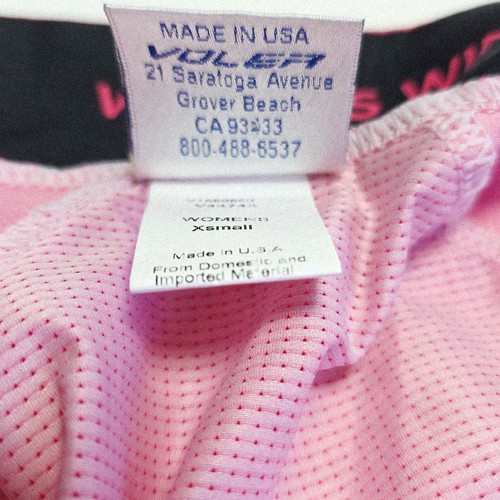 MADE IN USA
VOLER
21 Saratoga Avenue
Grover Beach
CA 93433
800-488-6537
WOMENS
Xsmall
Made in U.S.A
From Domestic and
Imported Material